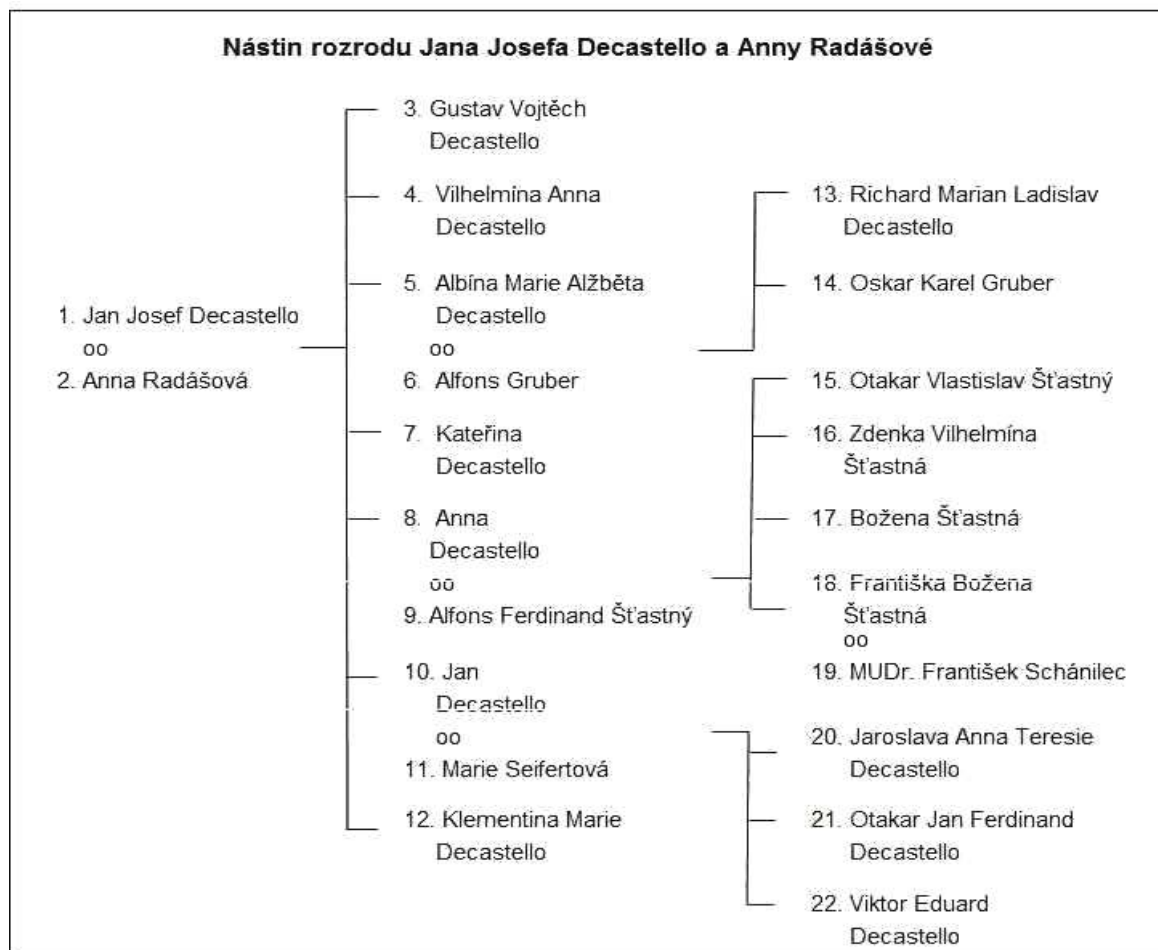 Nástin rozrodu Jana Josefa Decastello a Anny Radášové
1. Jan Josef Decastello
oo
2. Anna Radášová
3. Gustav Vojtěch
Decastello
4. Vilhelmína Anna
Decastello
5. Albína Marie Alžběta
Decastello
oo
6. Alfons Gruber
7. Kateřina
Decastello
8. Anna
Decastello
oo
9. Alfons Ferdinand Šťastný
10. Jan
Decastello
oo
11. Marie Seifertová
12. Klementina Marie
Decastello
13. Richard Marian Ladislav
Decastello
14. Oskar Karel Gruber
15. Otakar Vlastislav Šťastný
16. Zdenka Vilhelmína
Šťastná
17. Božena Šťastná
18. Františka Božena
Šťastná
oo
19. MUDr. František Schánilec
20. Jaroslava Anna Teresie
Decastello
21. Otakar Jan Ferdinand
Decastello
22. Viktor Eduard
Decastello